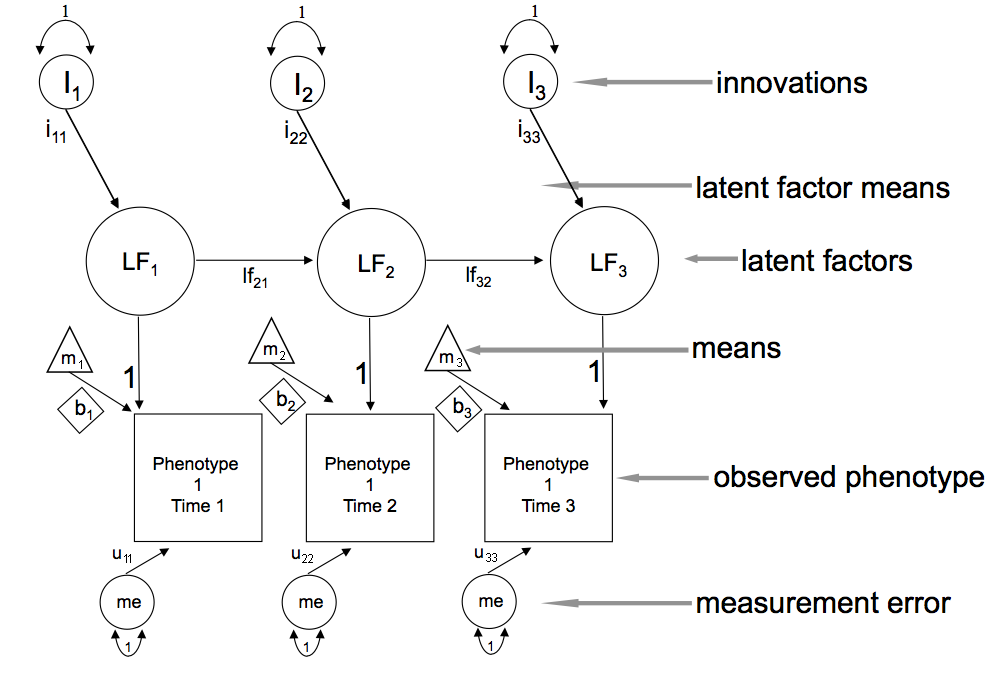 1 1 1
I1 I2 I3 innovations
i11 i22 i33
latent factor means
LF1 LF2 LF3 latent factors
lf21 lf32
m1 m2 m3 means
1 1 1
b1 b2 b3
Phenotype Phenotype Phenotype
1 1 1
Time 1 Time 2 Time 3
observed phenotype
u11 u22 u33
me me me measurement error
1 1 1